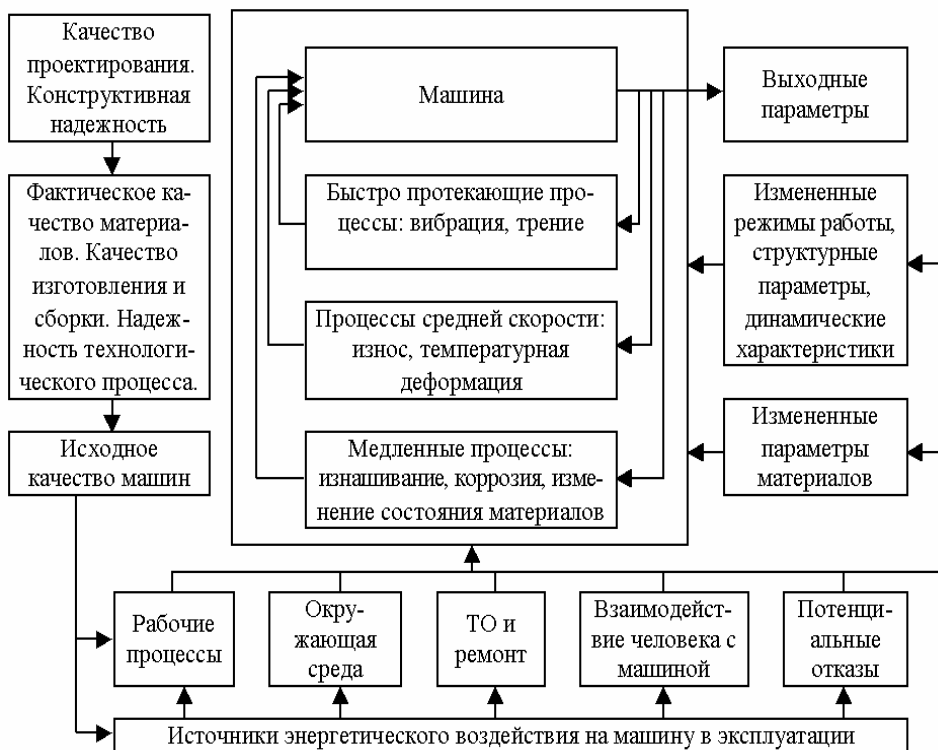 Качество
проектирования.
Конструктивная
надежность
Фактическое ка-
чество материа-
лов. Качество
изготовления и
сборки. Надеж-
ность технологи-
ческого процесса.
Исходное
качество машин
Машина
Быстро протекающие про-
цессы: вибрация, трение
Процессы средней скорости:
износ, температурная
деформация
Медленные процессы:
изнашивание, коррозия, изме-
нение состояния материалов
Выходные
параметры
Измененные
режимы работы,
структурные
параметры,
динамические
характеристики
Измененные
параметры
материалов
Рабочие
процессы
Окру-
жающая
среда
ТО и
ремонт
Взаимодейст-
вие человека с
машиной
Потенци-
альные
отказы
Источники энергетического воздействия на машину в эксплуатации